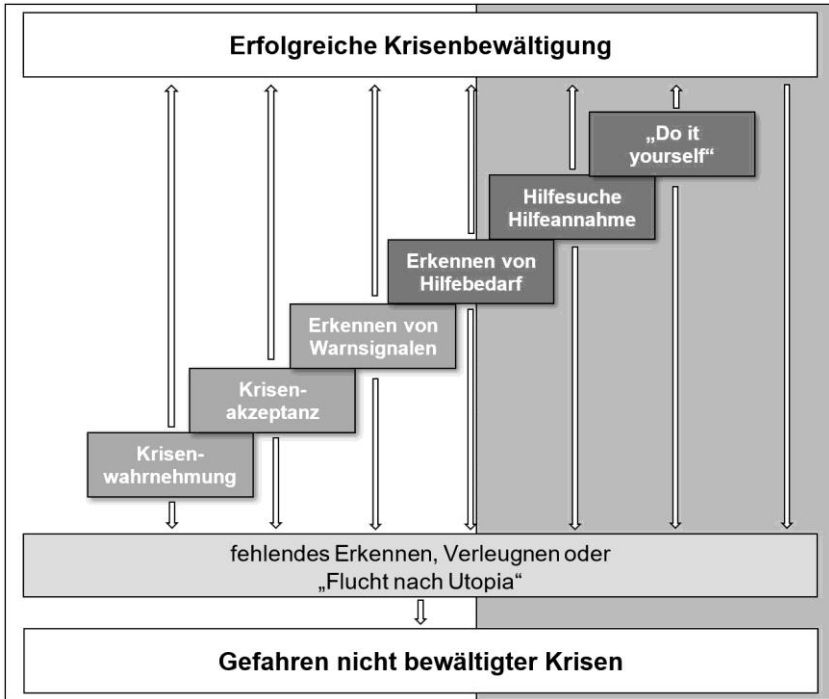 Erfolgreiche Krisenbewältigung
„Do it
yourself“
Hilfesuche
Hilfeannahme
Erkennen von
Hilfebedarf
Erkennen von
Warnsignalen
Krisen-
akzeptanz
Krisen-
wahrnehmung
fehlendes Erkennen, Verleugnen oder
„Flucht nach Utopia“
Gefahren nicht bewältigter Krisen